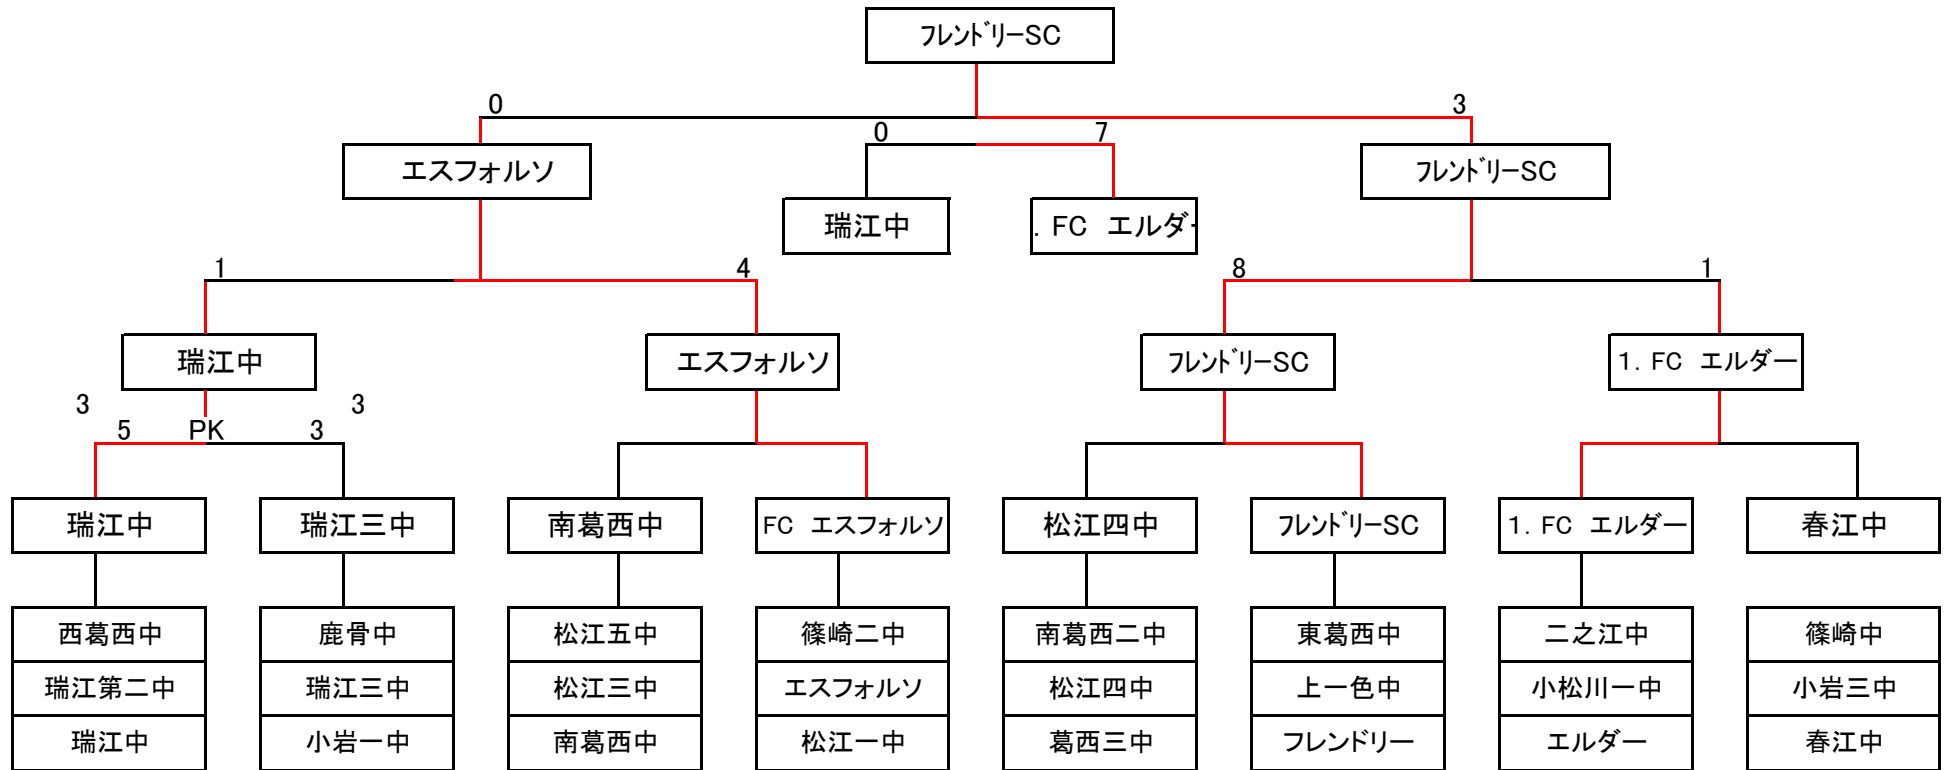 フレンドリーSC
0 3
0 7
エスフォルソ フレンドリーSC
瑞江中 . FC エルダー
1 4 8 1
瑞江中 エスフォルソ フレンドリーSC 1. FC エルダー
3 3
5 PK 3
瑞江中 瑞江三中 南葛西中 FC エスフォルソ 松江四中 フレンドリーSC 1. FC エルダー 春江中
西葛西中 鹿骨中 松江五中 篠崎二中 南葛西二中 東葛西中 二之江中 篠崎中
瑞江第二中 瑞江三中 松江三中 エスフォルソ 松江四中 上一色中 小松川一中 小岩三中
瑞江中 小岩一中 南葛西中 松江一中 葛西三中 フレンドリー エルダー 春江中